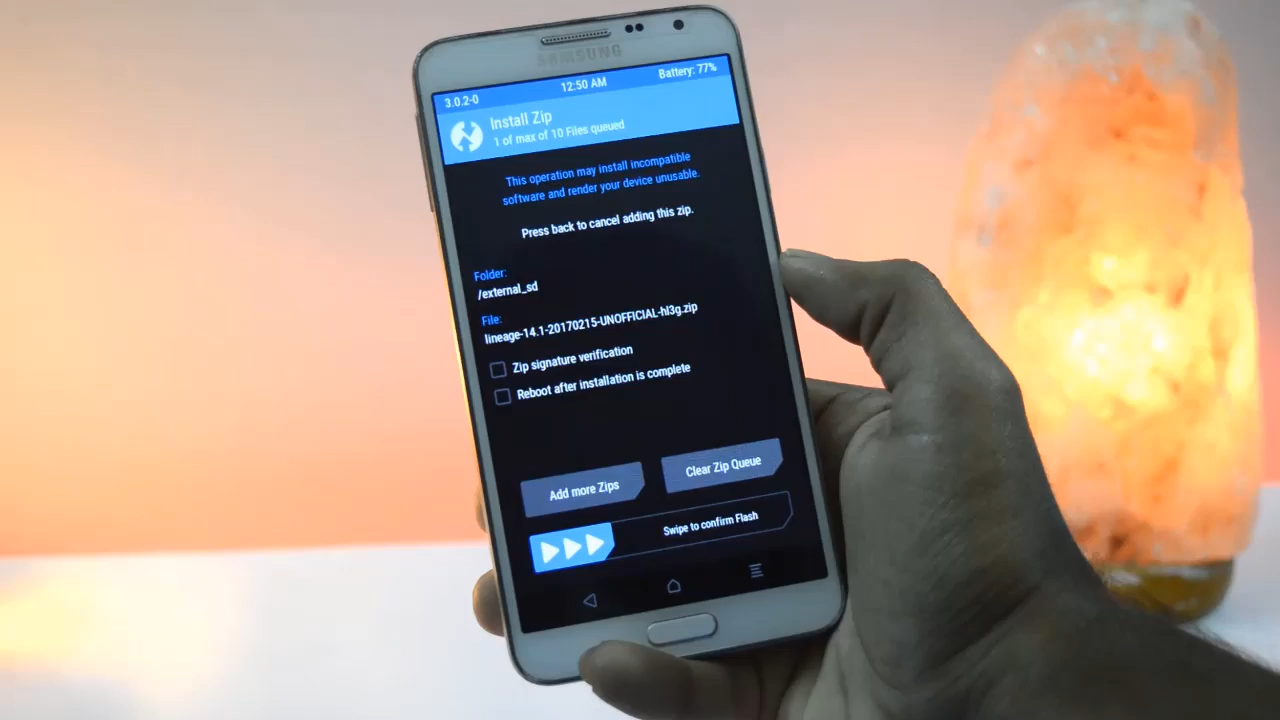 SAMSUNG
3.0.2-0 12:50 AM Battery: 77%
Install Zip
1 of max of 10 Files queued
This operation may install incompatible
software and render your device unusable.
Press back to cancel adding this zip.
Folder:
/external_sd
File:
lineage-14.1-20170215-UNOFFICIAL-hl3g.zip
Zip signature verification
Reboot after installation is complete
Add more Zips Clear Zip Queue
Swipe to confirm Flash